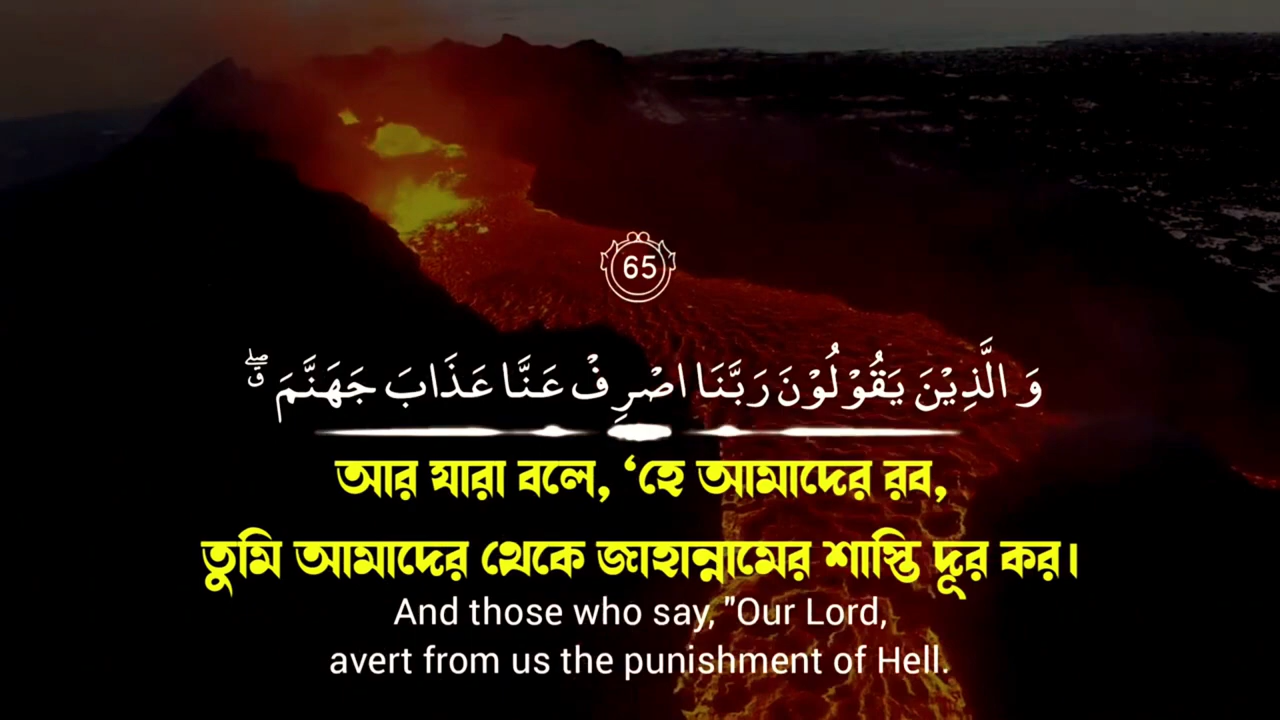 65
وَ الَّذِیْنَ یَقُوْلُوْنَ رَبَّنَا اصْرِفْ عَنَّا عَذَابَ جَهَنَّمَ ۗۖ
আর যারা বলে, ‘হে আমাদের রব,
তুমি আমাদের থেকে জাহান্নামের শাস্তি দূর কর।
And those who say, "Our Lord,
avert from us the punishment of Hell.